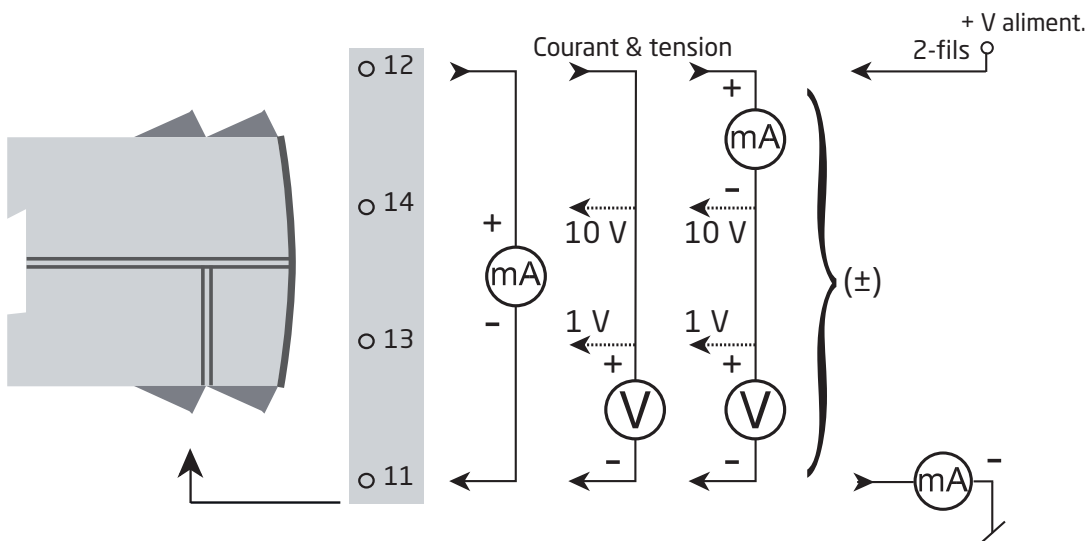 + V aliment.
Courant & tension
2-fils
12
+
mA
-
14
10 V
10 V
+
mA
-
(±)
1 V
1 V
13
+
+
V
V
-
-
11
mA
-